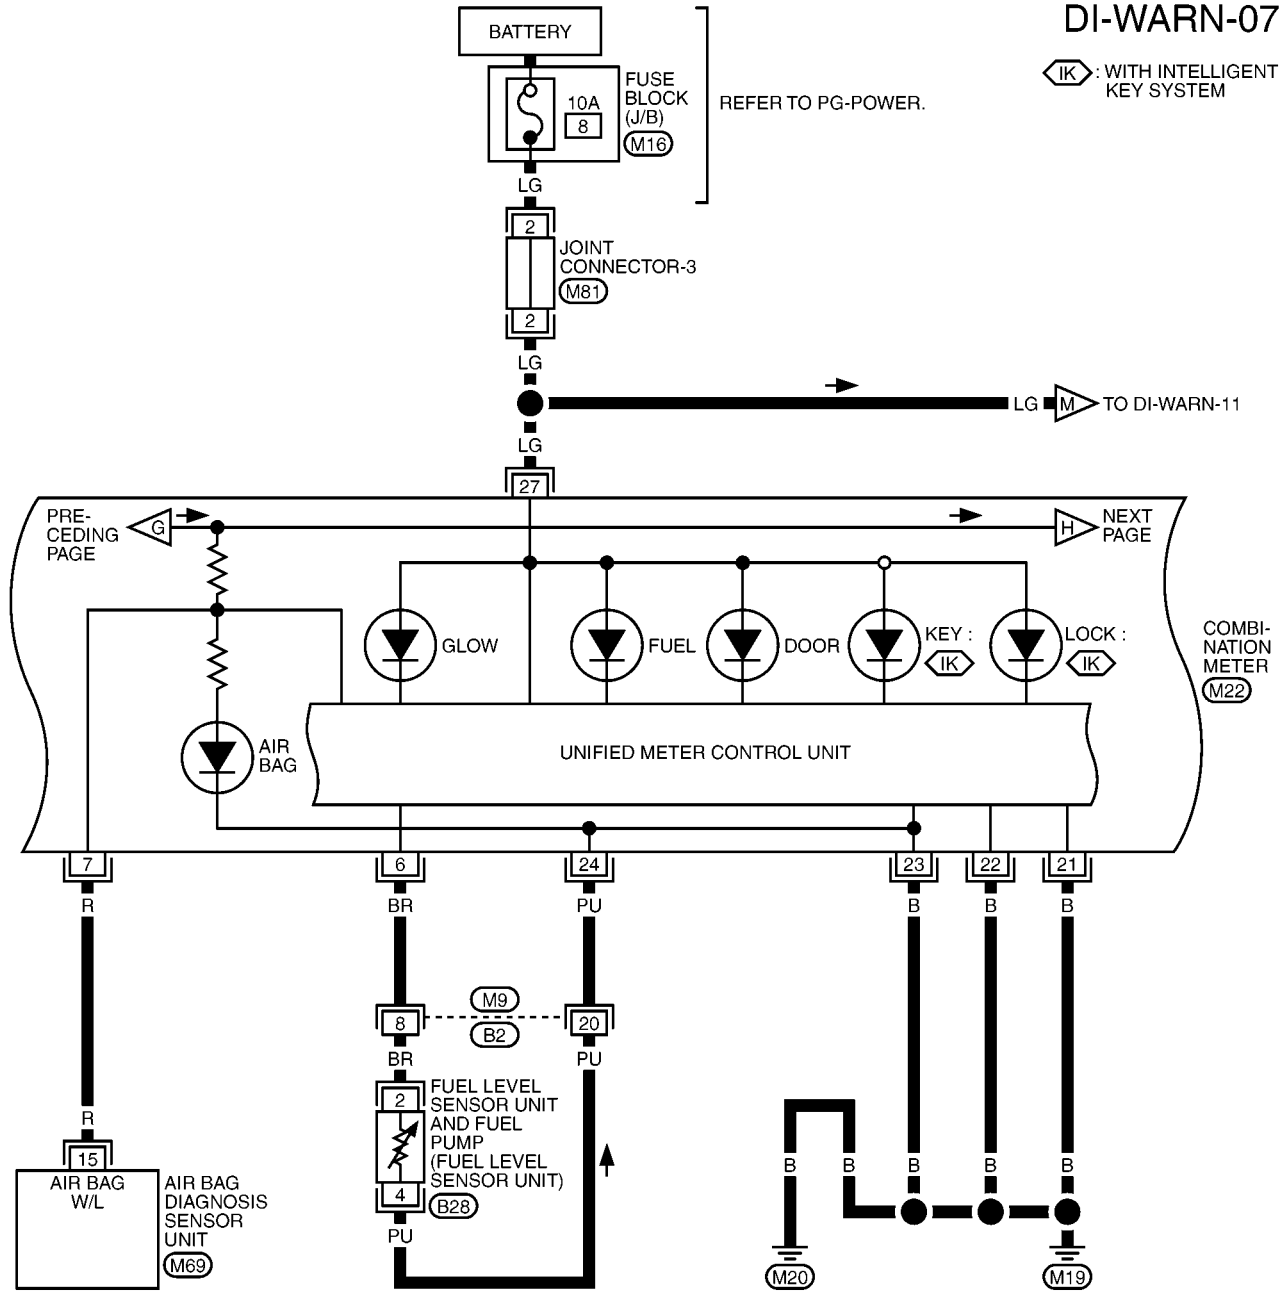 DI-WARN-07
BATTERY
IK : WITH INTELLIGENT
KEY SYSTEM
FUSE
BLOCK
(J/B)
M16
10A
8
REFER TO PG-POWER.
LG
2
JOINT
CONNECTOR-3
M81
2
LG
LG M TO DI-WARN-11
LG
27
PRE-
CEDING
PAGE
G
H
NEXT
PAGE
GLOW
FUEL
DOOR
KEY :
IK
LOCK :
IK
COMBI-
NATION
METER
M22
AIR
BAG
UNIFIED METER CONTROL UNIT
7
6
24
23
22
21
R
BR
PU
B
B
B
M9
8
20
B2
BR
PU
R
2
FUEL LEVEL
SENSOR UNIT
AND FUEL
PUMP
(FUEL LEVEL
SENSOR UNIT)
4
B28
PU
15
AIR BAG
W/L
AIR BAG
DIAGNOSIS
SENSOR
UNIT
M69
B
B
B
B
B
M20
M19